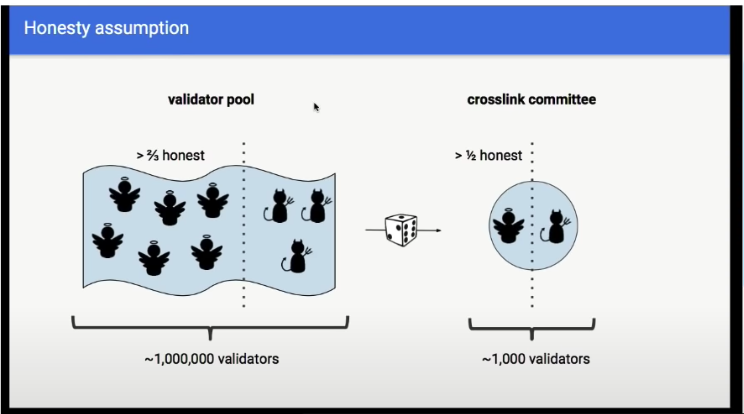 Honesty assumption
validator pool
crosslink committee
> ⅔ honest
> ½ honest
~1,000,000 validators
~1,000 validators